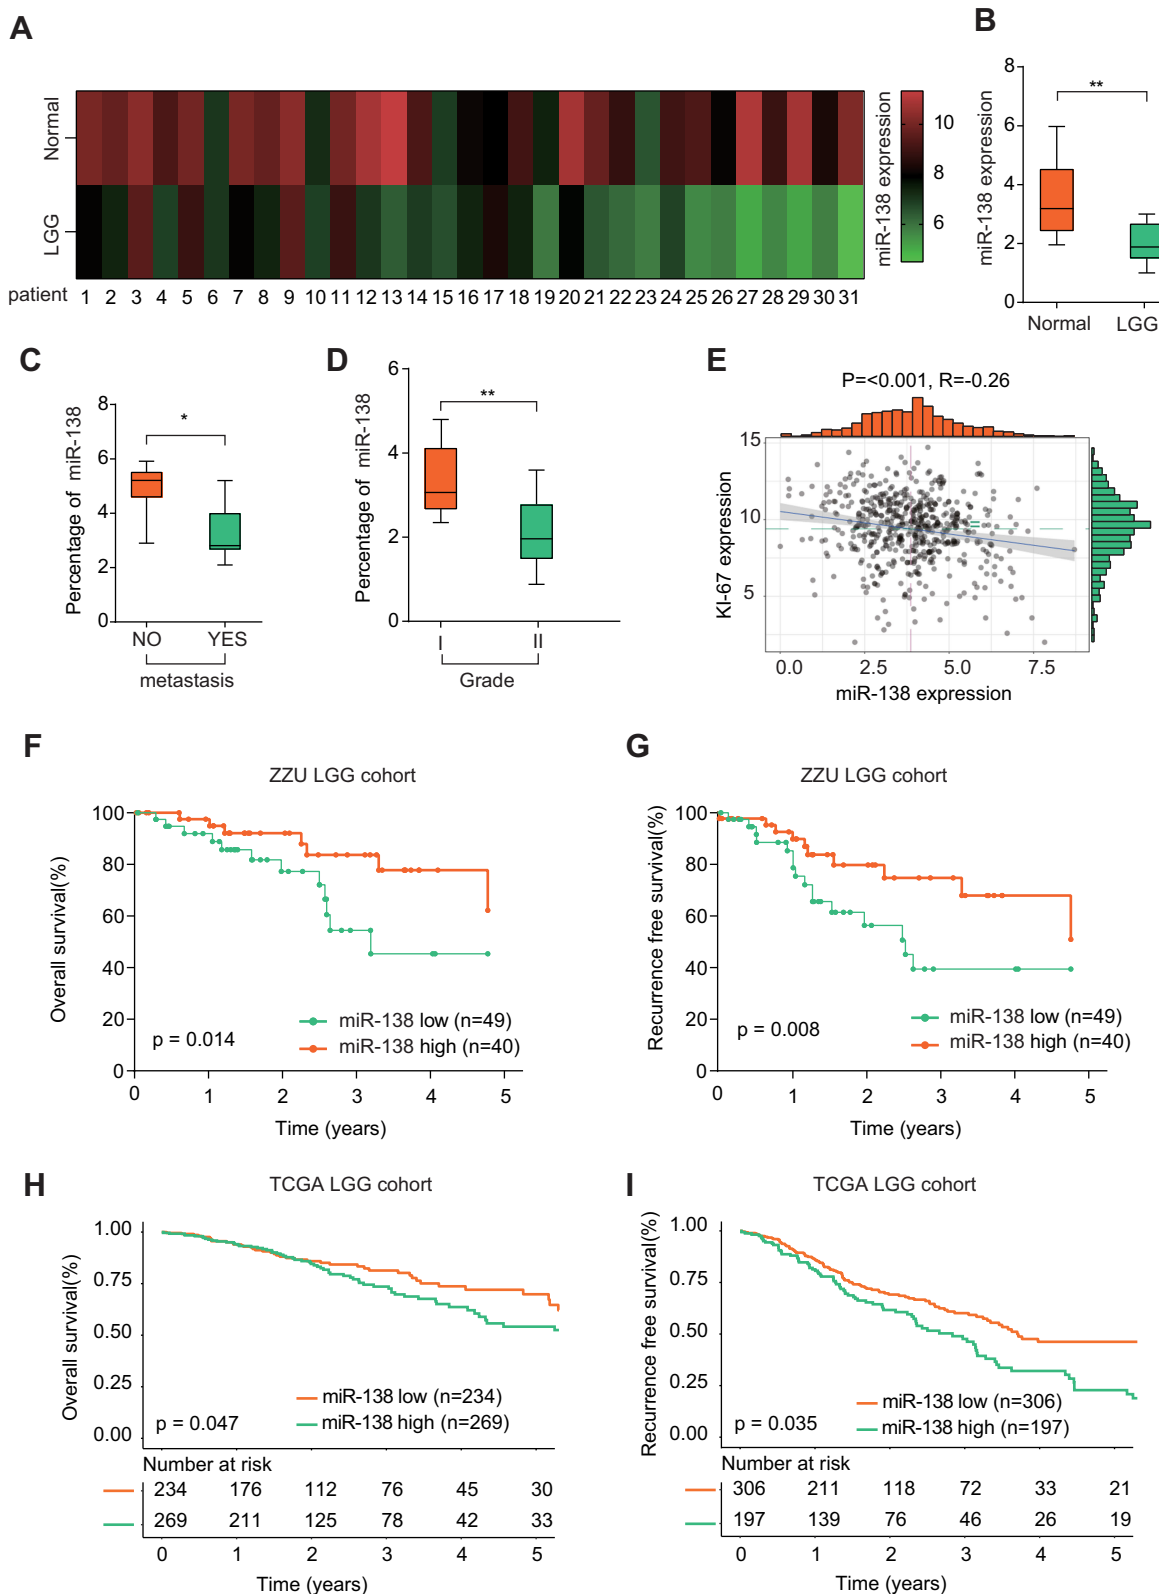 A
Normal
LGG
miR-138 expression
10
8
6
patient 1 2 3 4 5 6 7 8 9 10 11 12 13 14 15 16 17 18 19 20 21 22 23 24 25 26 27 28 29 30 31
B
miR-138 expression
8
6
4
2
0
**
Normal LGG
C
Percentage of miR-138
8
6
4
2
0
*
NO YES
metastasis
D
Percentage of miR-138
6
4
2
0
**
I II
Grade
E
P=<0.001, R=-0.26
KI-67 expression
15
10
5
0.0 2.5 5.0 7.5
miR-138 expression
F
ZZU LGG cohort
Overall survival(%)
100
80
60
40
20
0
p = 0.014
miR-138 low (n=49)
miR-138 high (n=40)
0 1 2 3 4 5
Time (years)
G
ZZU LGG cohort
Recurrence free survival(%)
100
80
60
40
20
0
p = 0.008
miR-138 low (n=49)
miR-138 high (n=40)
0 1 2 3 4 5
Time (years)
H
TCGA LGG cohort
Overall survival(%)
1.00
0.75
0.50
0.25
0.00
p = 0.047
miR-138 low (n=234)
miR-138 high (n=269)
Number at risk
234 176 112 76 45 30
269 211 125 78 42 33
0 1 2 3 4 5
Time (years)
I
TCGA LGG cohort
Recurrence free survival(%)
1.00
0.75
0.50
0.25
0.00
p = 0.035
miR-138 low (n=306)
miR-138 high (n=197)
Number at risk
306 211 118 72 33 21
197 139 76 46 26 19
0 1 2 3 4 5
Time (years)